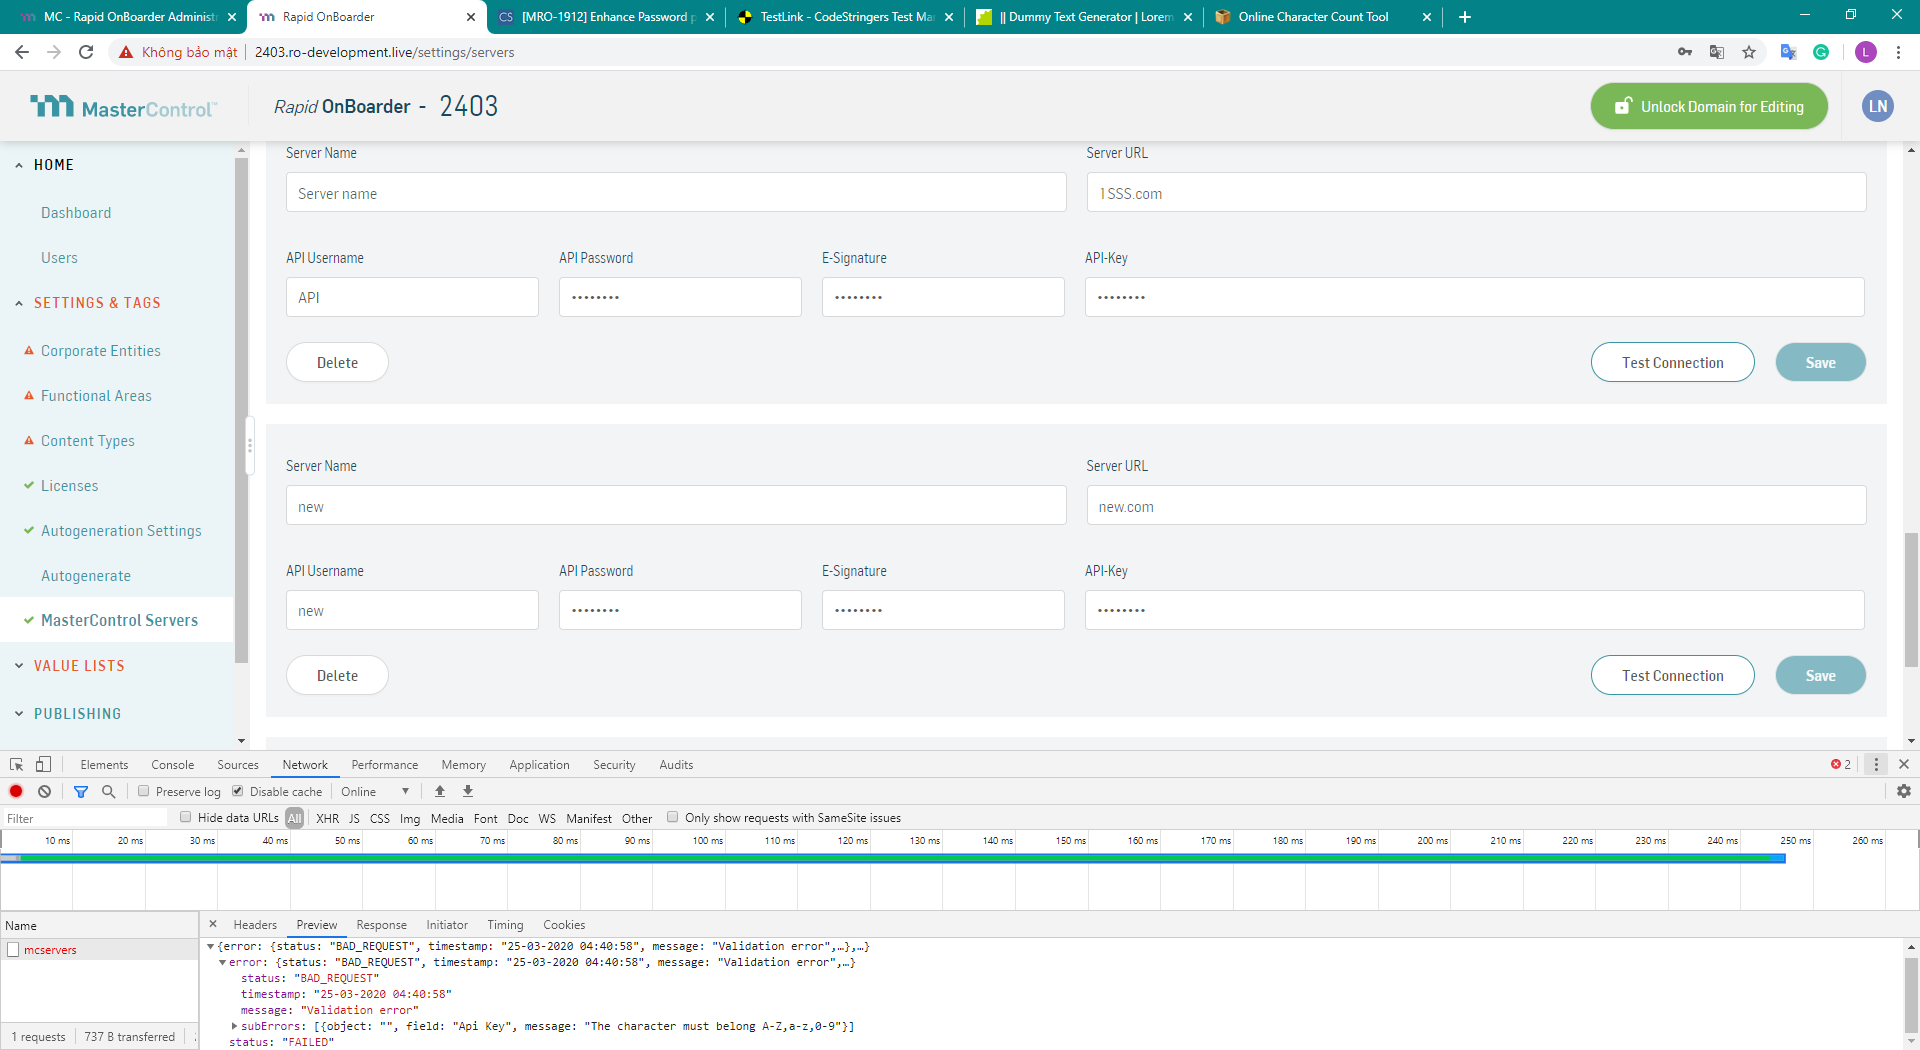 MC - Rapid OnBoarder Administr
Rapid OnBoarder
[MRO-1912] Enhance Password p
TestLink - CodeStringers Test Ma
|| Dummy Text Generator | Lorem
Online Character Count Tool
Không bảo mật
2403.ro-development.live/settings/servers
L
MasterControl
Rapid OnBoarder - 2403
Unlock Domain for Editing
LN
HOME
Dashboard
Users
SETTINGS & TAGS
Corporate Entities
Functional Areas
Content Types
Licenses
Autogeneration Settings
Autogenerate
MasterControl Servers
VALUE LISTS
PUBLISHING
Server Name
Server URL
Server name
1SSS.com
API Username
API Password
E-Signature
API-Key
API
••••••••
••••••••
••••••••
Delete
Test Connection
Save
Server Name
Server URL
new
new.com
API Username
API Password
E-Signature
API-Key
new
••••••••
••••••••
••••••••
Delete
Test Connection
Save
Elements Console Sources Network Performance Memory Application Security Audits
2
Preserve log Disable cache Online
Filter
Hide data URLs All XHR JS CSS Img Media Font Doc WS Manifest Other Only show requests with SameSite issues
10 ms 20 ms 30 ms 40 ms 50 ms 60 ms 70 ms 80 ms 90 ms 100 ms 110 ms 120 ms 130 ms 140 ms 150 ms 160 ms 170 ms 180 ms 190 ms 200 ms 210 ms 220 ms 230 ms 240 ms 250 ms 260 ms
Name
mcservers
1 requests 737 B transferred
Headers Preview Response Initiator Timing Cookies
{error: {status: "BAD_REQUEST", timestamp: "25-03-2020 04:40:58", message: "Validation error",…},…}
error: {status: "BAD_REQUEST", timestamp: "25-03-2020 04:40:58", message: "Validation error",…}
status: "BAD_REQUEST"
timestamp: "25-03-2020 04:40:58"
message: "Validation error"
subErrors: [{object: "", field: "Api Key", message: "The character must belong A-Z,a-z,0-9"}]
status: "FAILED"